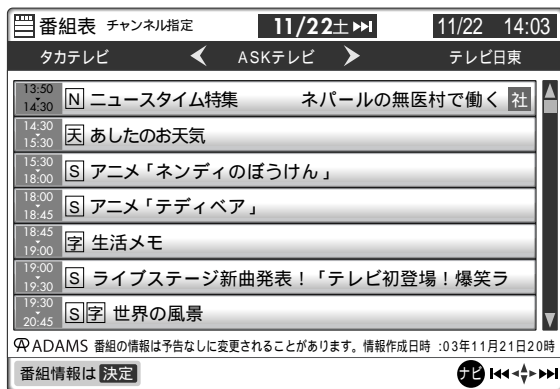 番組表 チャンネル指定 11/22土 11/22 14:03
タカテレビ ASKテレビ テレビ日東
13:50 14:30 N ニュースタイム特集 ネパールの無医村で働く 社
14:30 15:30 天 あしたのお天気
15:30 18:00 S アニメ「ネンディのぼうけん」
18:00 18:45 S アニメ「テディベア」
18:45 19:00 字 生活メモ
19:00 19:30 S ライブステージ新曲発表!「テレビ初登場!爆笑ラ
19:30 20:45 S字 世界の風景
ADAMS 番組の情報は予告なしに変更されることがあります。情報作成日時 :03年11月21日20時
番組情報は 決定 ナビ